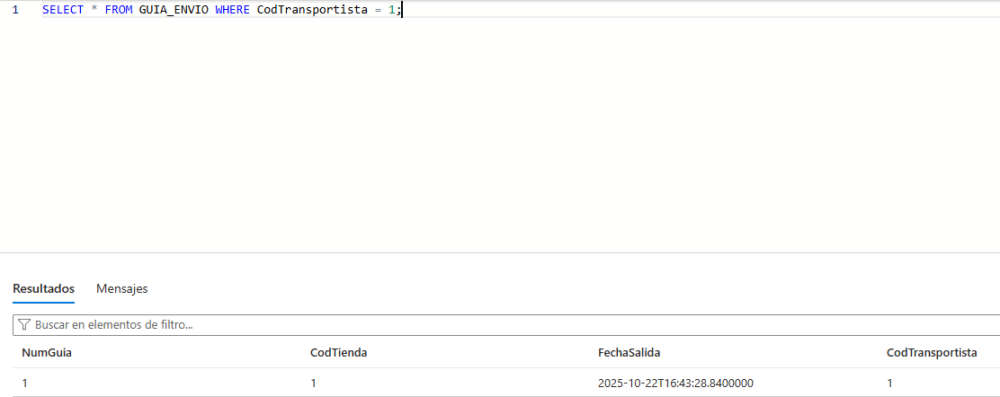 1 SELECT * FROM GUIA_ENVIO WHERE CodTransportista = 1;
Resultados Mensajes
Buscar en elementos de filtro...
NumGuia CodTienda FechaSalida CodTransportista
1 1 2025-10-22T16:43:28.8400000 1